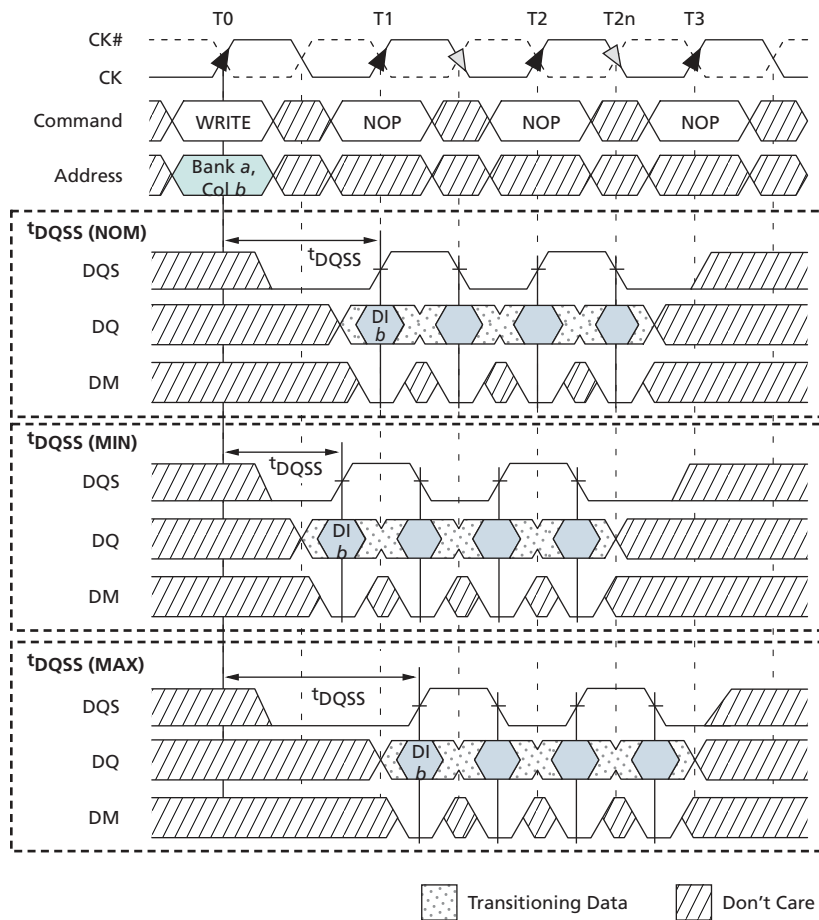 T0 T1 T2 T2n T3
CK#
CK
Command WRITE NOP NOP NOP
Address Bank a,
Col b
tDQSS (NOM)
tDQSS
DQS
DQ DI
b
DM
tDQSS (MIN)
tDQSS
DQS
DQ DI
b
DM
tDQSS (MAX)
tDQSS
DQS
DQ DI
b
DM
Transitioning Data Don't Care